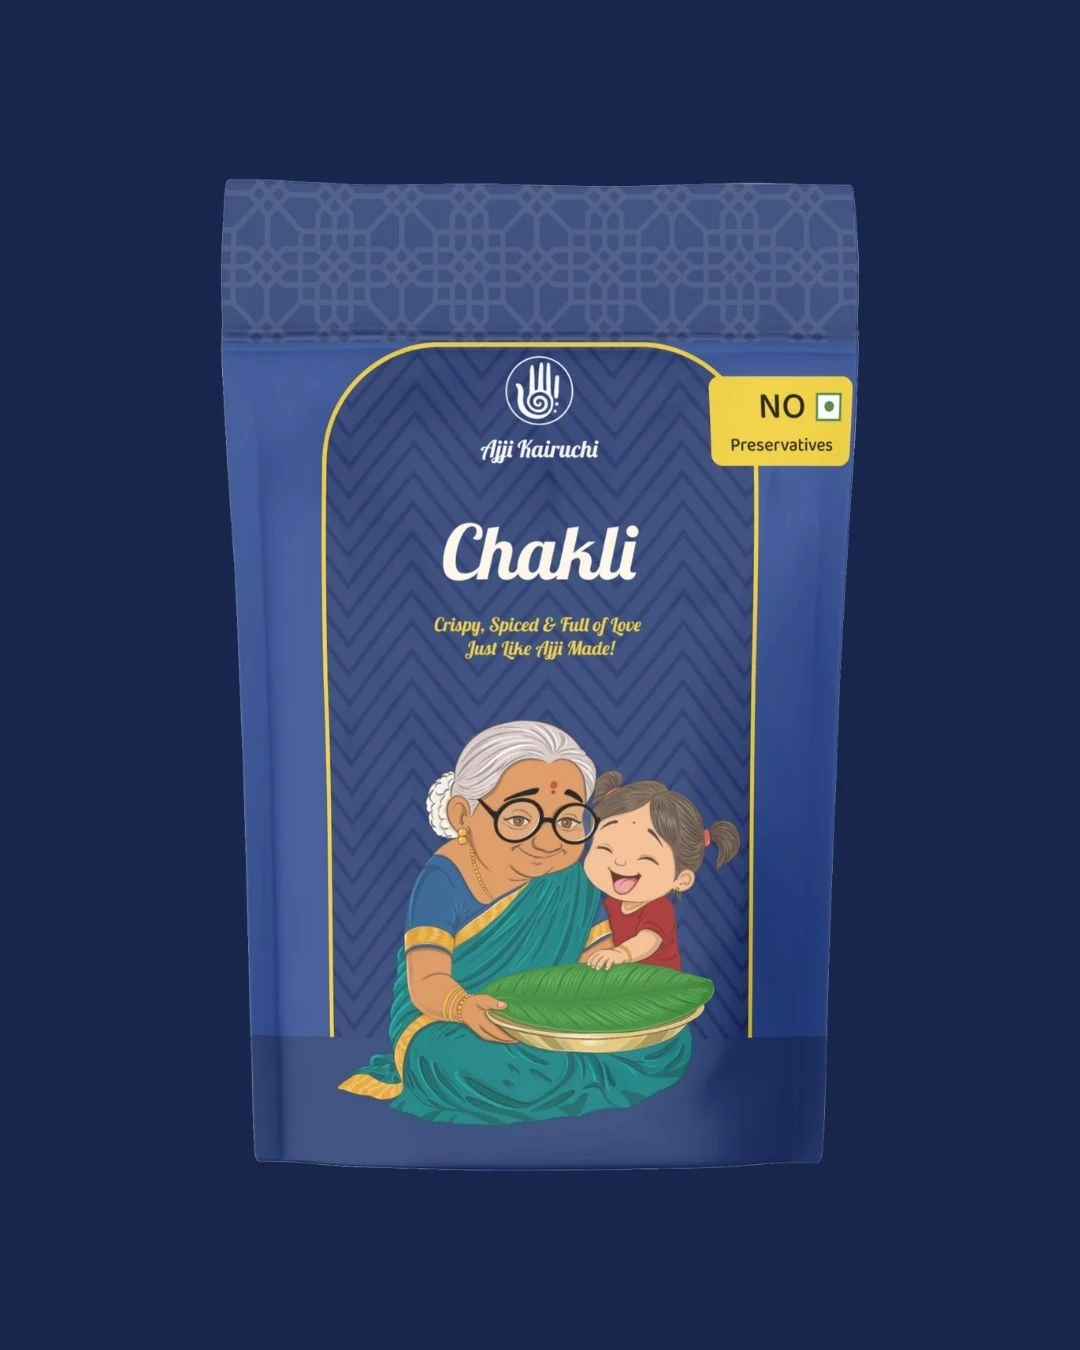 Ajji Kairuchi
NO
Preservatives
Chakli
Crispy, Spiced & Full of Love
Just Like Ajji Made!